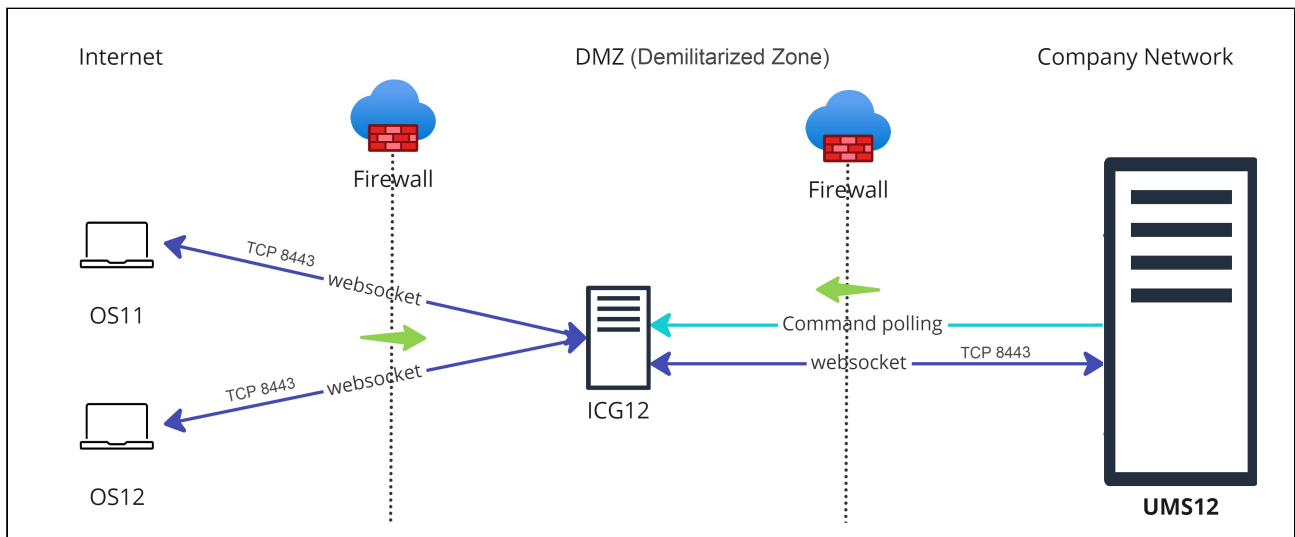 Internet
DMZ (Demilitarized Zone)
Company Network
Firewall
Firewall
TCP 8443
websocket
OS11
Command polling
websocket
TCP 8443
TCP 8443
websocket
ICG12
OS12
UMS12